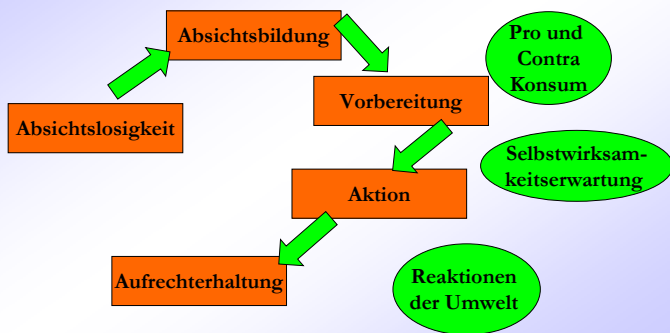 Absichtsbildung
Pro und
Contra
Konsum
Vorbereitung
Absichtslosigkeit
Selbstwirksam-
keitserwartung
Aktion
Aufrechterhaltung
Reaktionen
der Umwelt